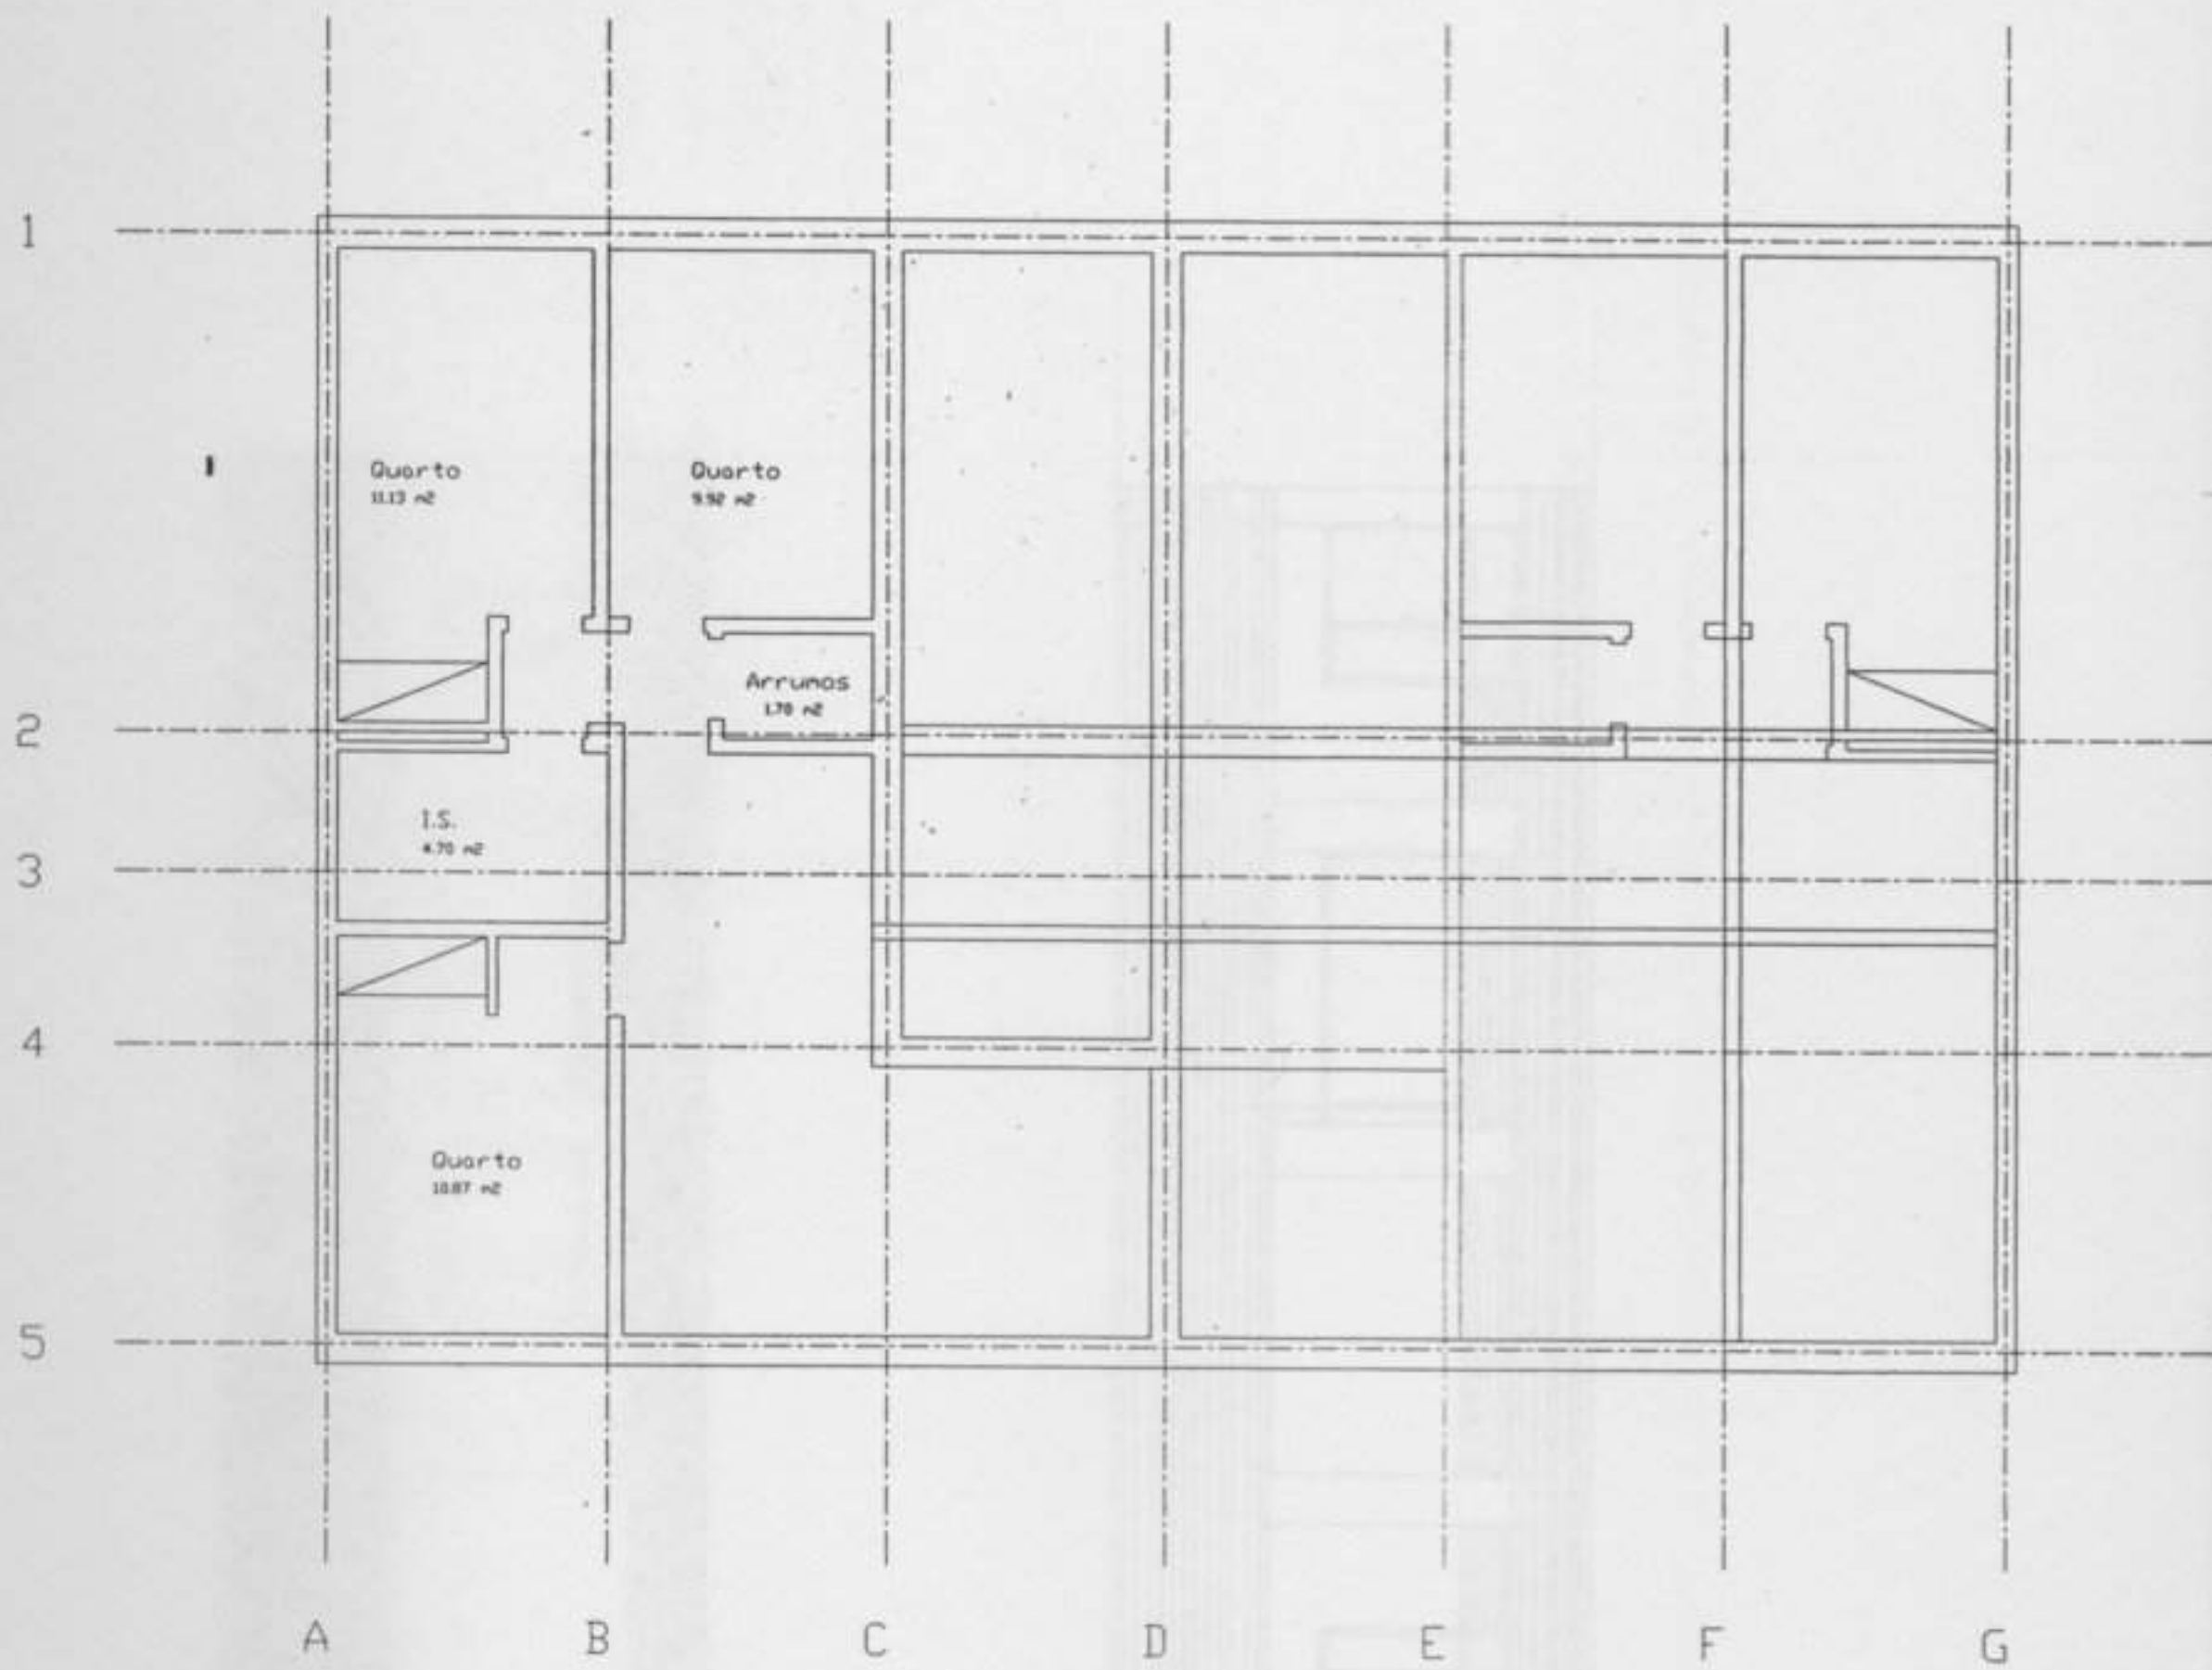 1
Quarto
11.13 m2
Quarto
9.92 m2
Arrumos
1.70 m2
2
I.S.
4.70 m2
3
4
Quarto
10.87 m2
5
A B C D E F G